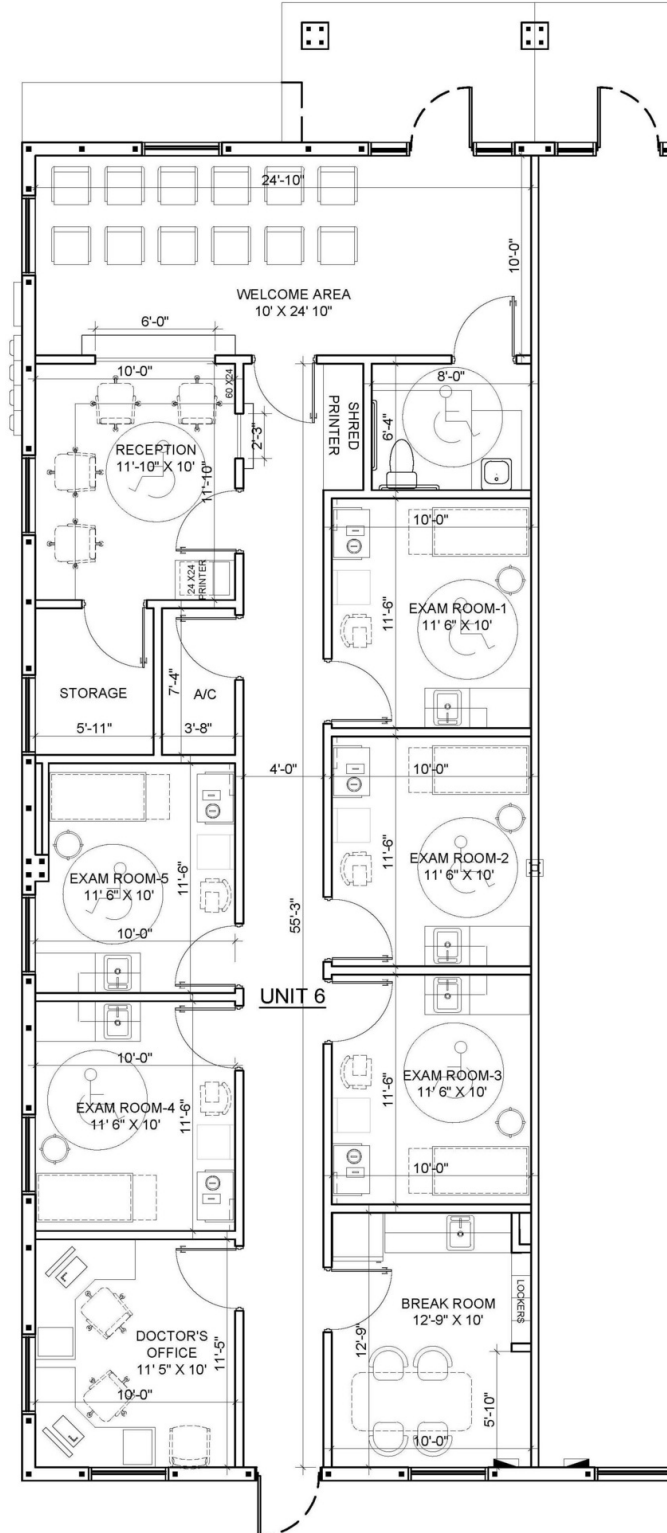 24'-10"
10'-0"
WELCOME AREA
10' X 24' 10"
6'-0"
10'-0"
60 X24
2'-3"
RECEPTION
11'-10" X 10'
11'-10"
24 X24
PRINTER
SHRED
PRINTER
8'-0"
6'-4"
10'-0"
11'-6"
EXAM ROOM-1
11' 6" X 10'
STORAGE
5'-11"
7'-4"
A/C
3'-8"
4'-0"
10'-0"
11'-6"
EXAM ROOM-2
11' 6" X 10'
EXAM ROOM-5
11' 6" X 10'
11'-6"
10'-0"
55'-3"
UNIT 6
10'-0"
EXAM ROOM-4
11' 6" X 10'
11'-6"
EXAM ROOM-3
11' 6" X 10'
11'-6"
10'-0"
DOCTOR'S
OFFICE
11' 5" X 10'
11'-5"
10'-0"
BREAK ROOM
12'-9" X 10'
12'-9"
LOCKERS
5'-10"
10'-0"